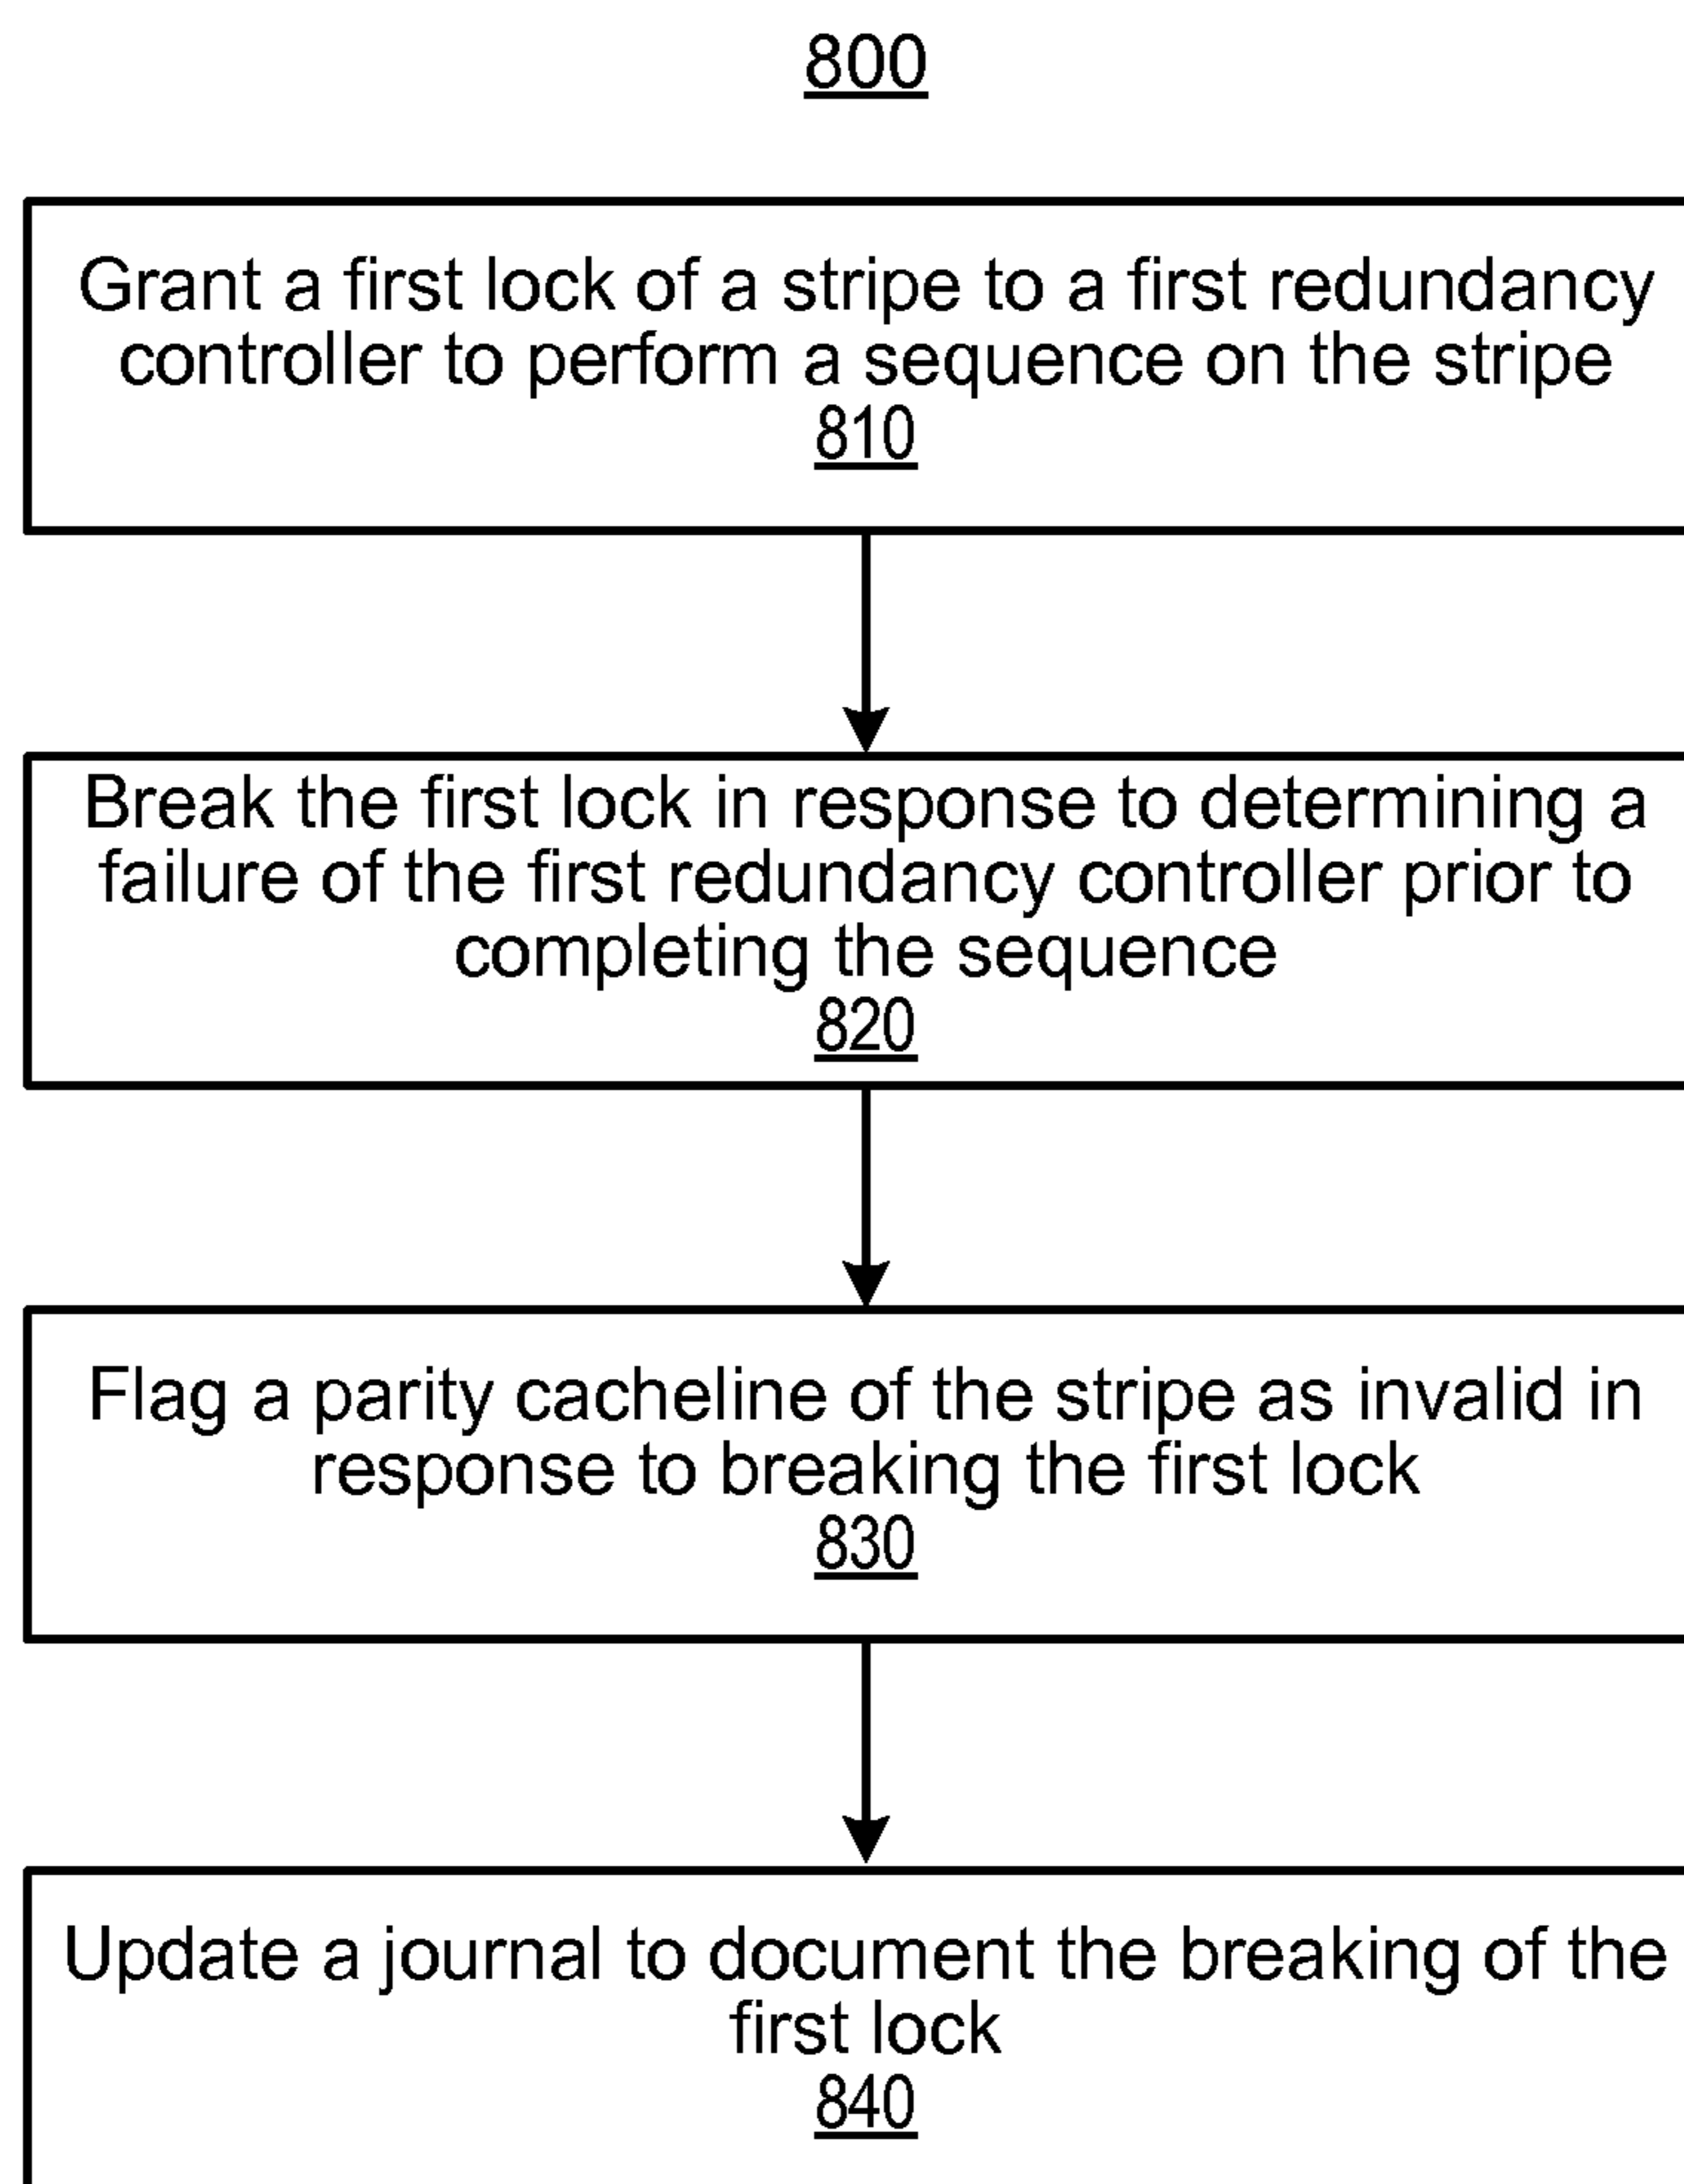 800
Grant a first lock of a stripe to a first redundancy
controller to perform a sequence on the stripe
810
Break the first lock in response to determining a
failure of the first redundancy controller prior to
completing the sequence
820
Flag a parity cacheline of the stripe as invalid in
response to breaking the first lock
830
Update a journal to document the breaking of the
first lock
840